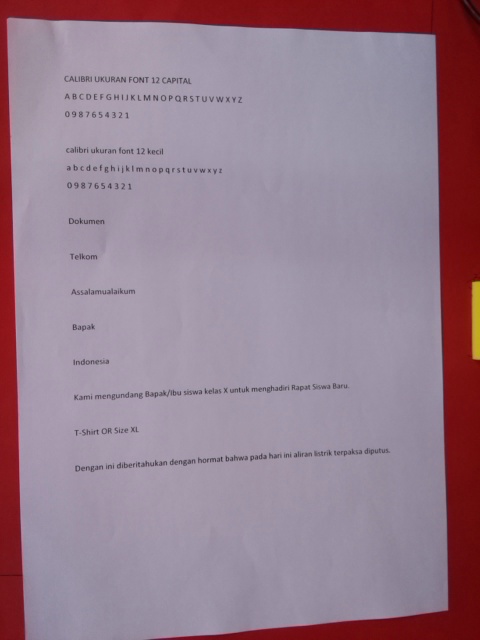 CALIBRI UKURAN FONT 12 CAPITAL
A B C D E F G H I J K L M N O P Q R S T U V W X Y Z
0 9 8 7 6 5 4 3 2 1
calibri ukuran font 12 kecil
a b c d e f g h i j k l m n o p q r s t u v w x y z
0 9 8 7 6 5 4 3 2 1
Dokumen
Telkom
Assalamualaikum
Bapak
Indonesia
Kami mengundang Bapak/Ibu siswa kelas X untuk menghadiri Rapat Siswa Baru.
T-Shirt OR Size XL
Dengan ini diberitahukan dengan hormat bahwa pada hari ini aliran listrik terpaksa diputus.